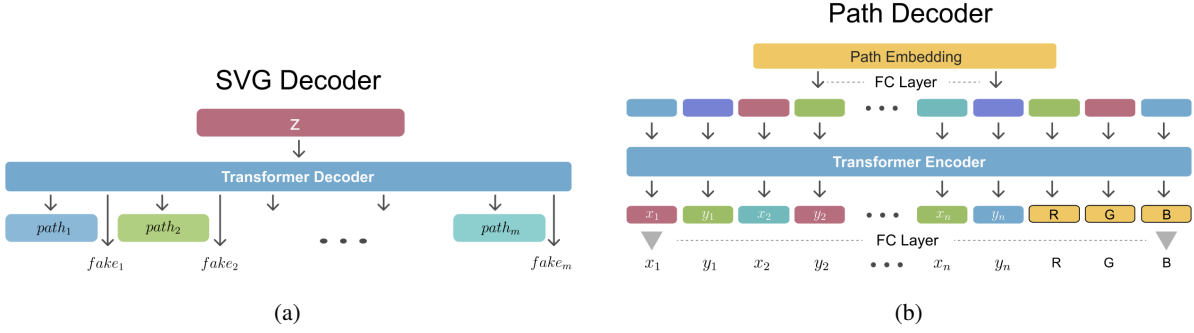 SVG Decoder
z
Transformer Decoder
path₁ path₂ • • • pathₘ
fake₁ fake₂ fakeₘ
(a)
Path Decoder
Path Embedding
FC Layer
• • •
Transformer Encoder
x₁ y₁ x₂ y₂ • • • xₙ yₙ R G B
FC Layer
x₁ y₁ x₂ y₂ • • • xₙ yₙ R G B
(b)